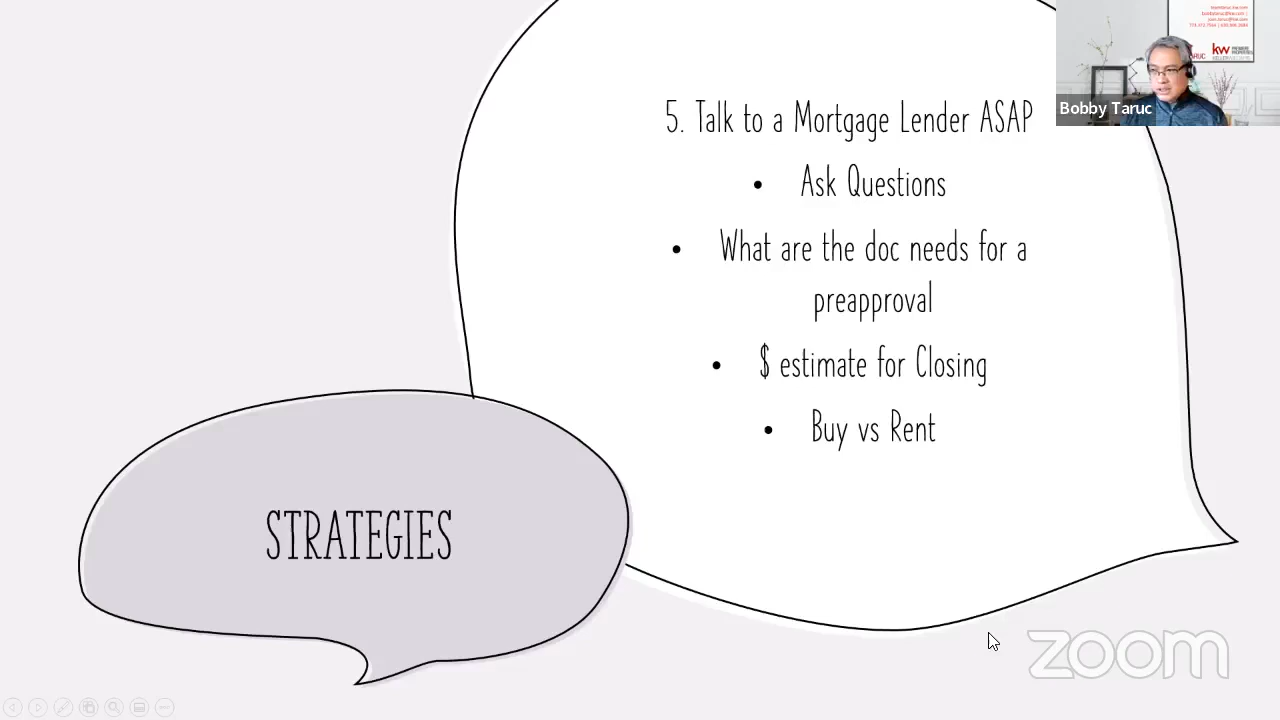 5. Talk to a Mortgage Lender ASAP
• Ask Questions
• What are the doc needs for a
preapproval
• $ estimate for Closing
• Buy vs Rent
STRATEGIES
kw
Bobby Taruc
zoom